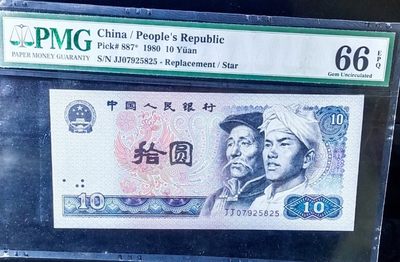 PMG
PAPER MONEY GUARANTY
China / People's Republic
Pick# 887* 1980 10 Yüan
S/N JJ07925825 - Replacement / Star
66 EPQ
Gem Uncirculated
中国人民银行
10
拾圆
10
JJ07925825
10